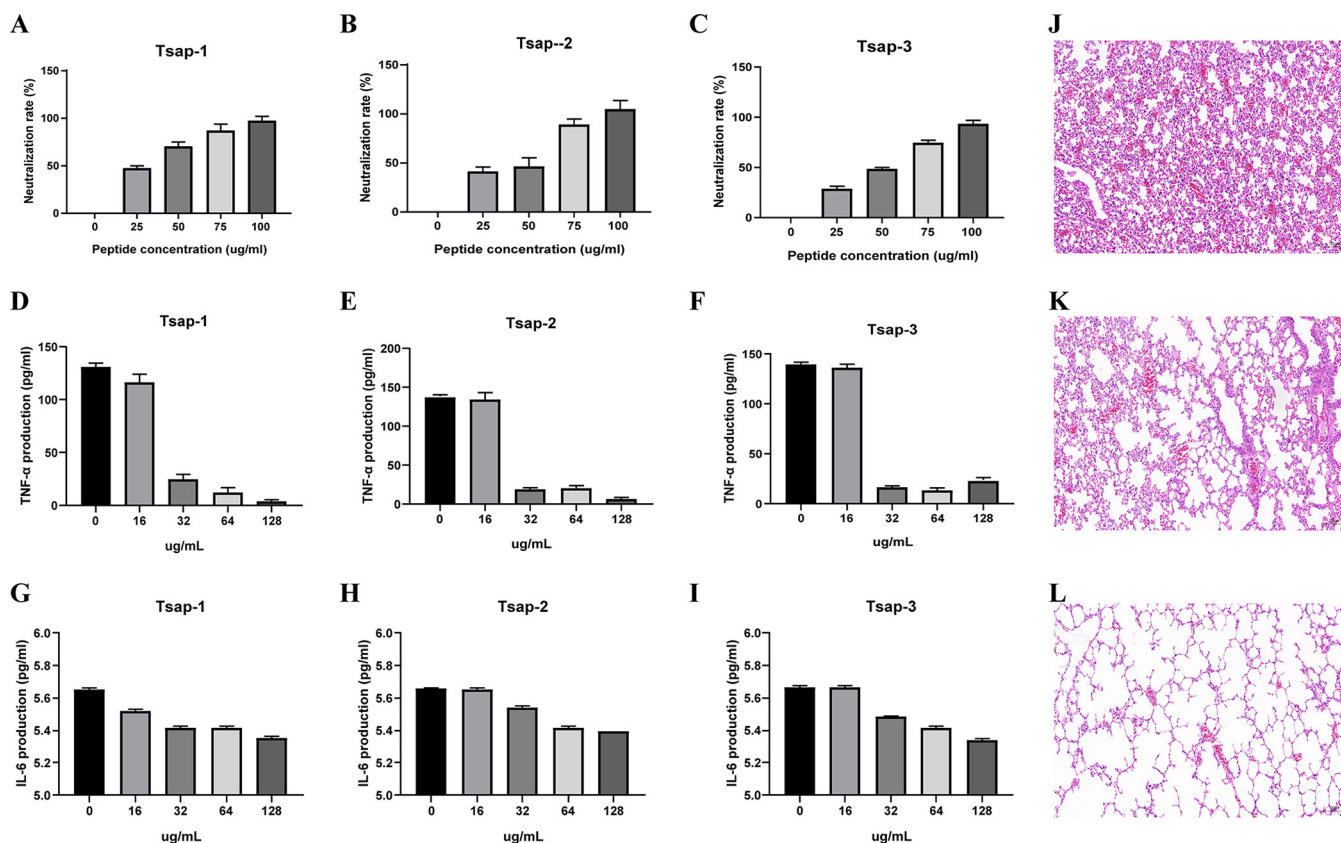 A
Tsap-1
Neutralization rate (%)
150
100
50
0
0 25 50 75 100
Peptide concentration (ug/ml)
B
Tsap--2
Neutralization rate (%)
150
100
50
0
0 25 50 75 100
Peptide concentration (ug/ml)
C
Tsap-3
Neutralization rate (%)
150
100
50
0
0 25 50 75 100
Peptide concentration (ug/ml)
J
D
Tsap-1
TNF-α production (pg/ml)
150
100
50
0
0 16 32 64 128
ug/mL
E
Tsap-2
TNF-α production (pg/ml)
200
150
100
50
0
0 16 32 64 128
ug/mL
F
Tsap-3
TNF-α production (pg/ml)
150
100
50
0
0 16 32 64 128
ug/mL
K
G
Tsap-1
IL-6 production (pg/ml)
6.0
5.8
5.6
5.4
5.2
5.0
0 16 32 64 128
ug/mL
H
Tsap-2
IL-6 production (pg/ml)
6.0
5.8
5.6
5.4
5.2
5.0
0 16 32 64 128
ug/mL
I
Tsap-3
IL-6 production (pg/ml)
6.0
5.8
5.6
5.4
5.2
5.0
0 16 32 64 128
ug/mL
L